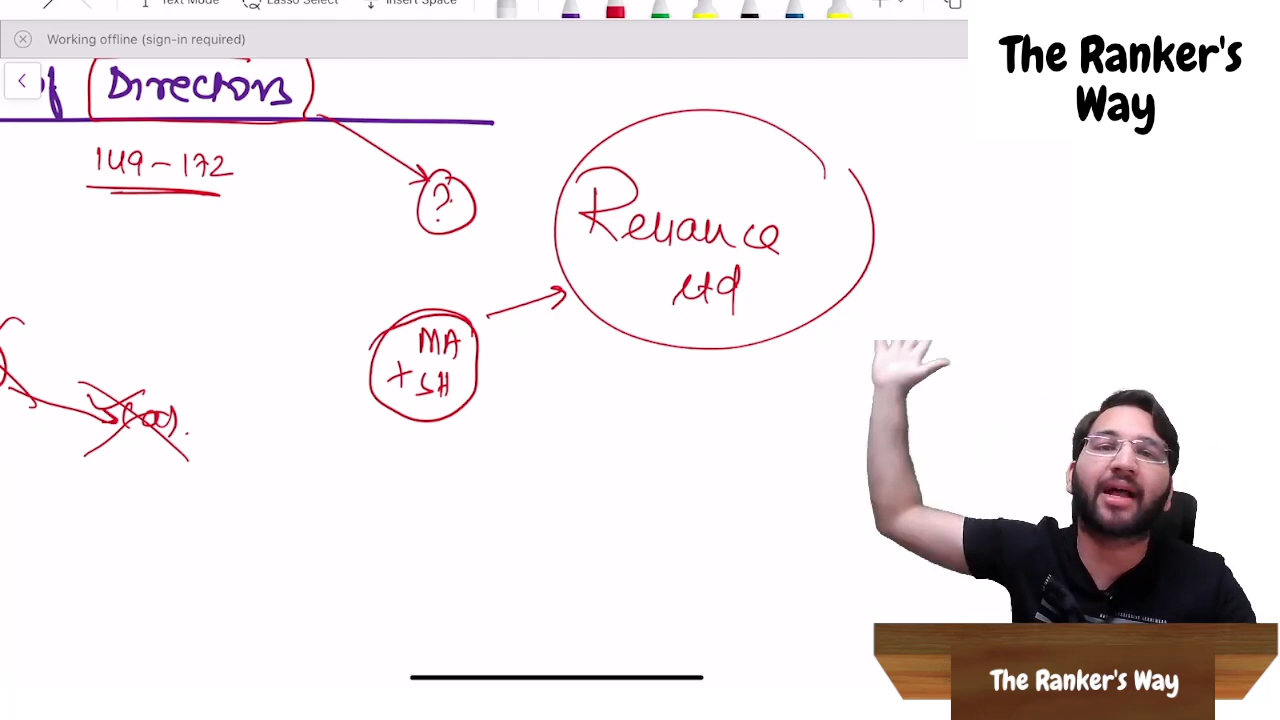 Text Mode Lasso Select Insert Space
Working offline (sign-in required)
of Directors
149 - 172
?
Reliance
Ltd
MA
+ SH
The Ranker's
Way
The Ranker's Way